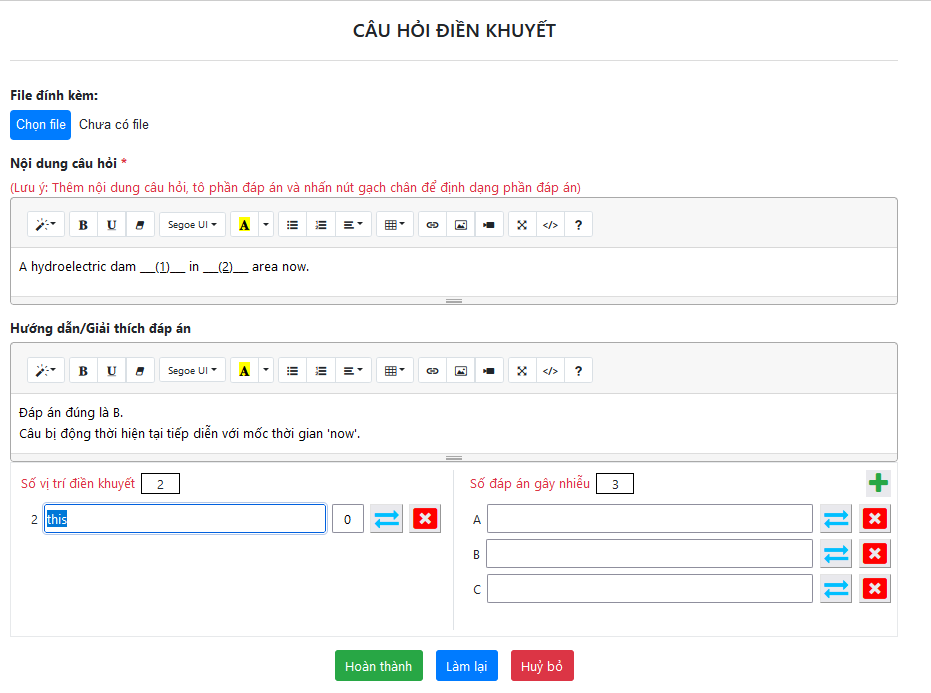 CÂU HỎI ĐIỀN KHUYẾT
File đính kèm:
Chọn file Chưa có file
Nội dung câu hỏi *
(Lưu ý: Thêm nội dung câu hỏi, tô phần đáp án và nhấn nút gạch chân để định dạng phần đáp án)
B U Segoe UI A </> ?
A hydroelectric dam __(1)__ in __(2)__ area now.
Hướng dẫn/Giải thích đáp án
B U Segoe UI A </> ?
Đáp án đúng là B.
Câu bị động thời hiện tại tiếp diễn với mốc thời gian 'now'.
Số vị trí điền khuyết 2
2 this 0
Số đáp án gây nhiễu 3
A
B
C
Hoàn thành Làm lại Huỷ bỏ